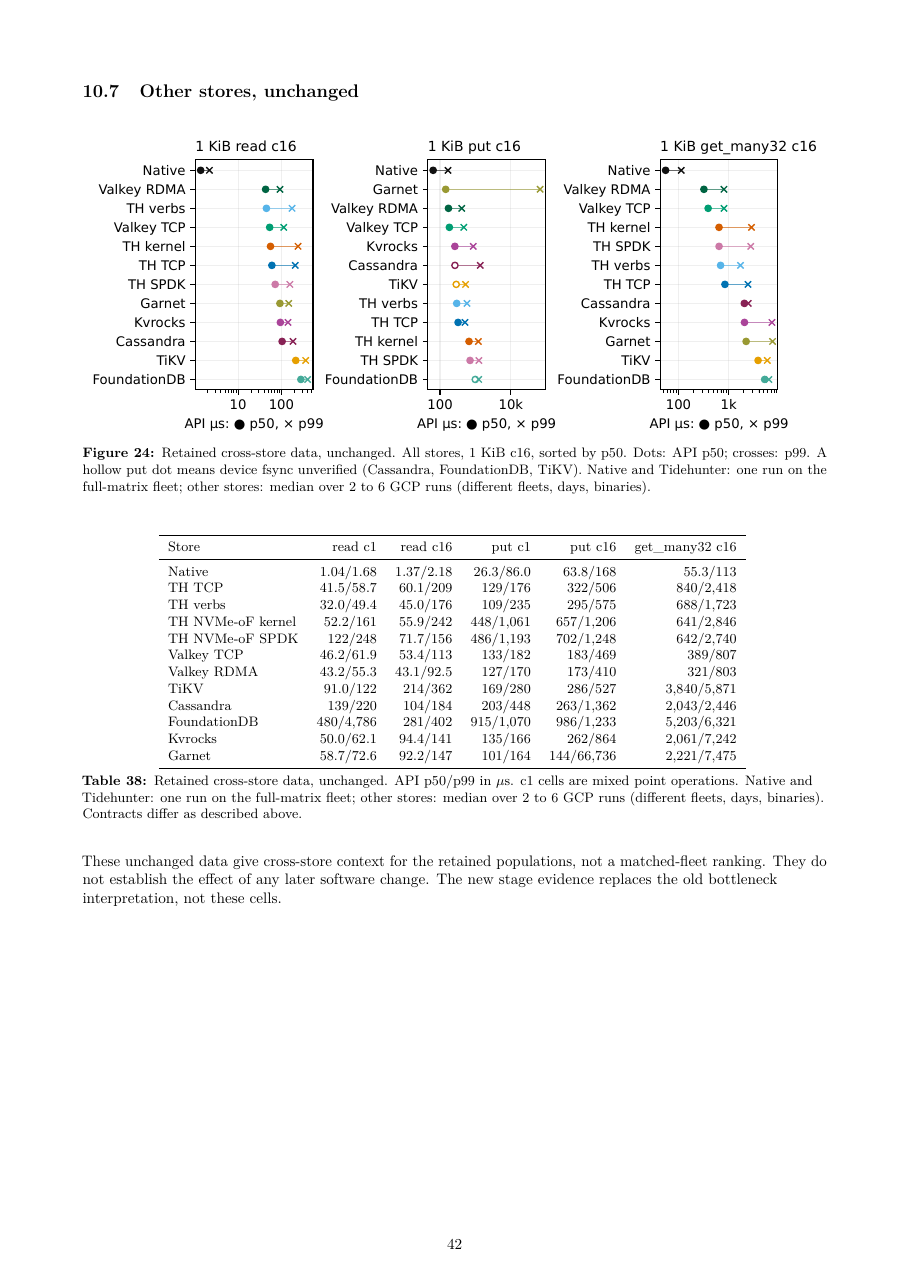 10.7 Other stores, unchanged
1 KiB read c16
Native
Valkey RDMA
TH verbs
Valkey TCP
TH kernel
TH TCP
TH SPDK
Garnet
Kvrocks
Cassandra
TiKV
FoundationDB
10 100
API µs: ● p50, × p99
1 KiB put c16
Native
Garnet
Valkey RDMA
Valkey TCP
Kvrocks
Cassandra
TiKV
TH verbs
TH TCP
TH kernel
TH SPDK
FoundationDB
100 10k
API µs: ● p50, × p99
1 KiB get_many32 c16
Native
Valkey RDMA
Valkey TCP
TH kernel
TH SPDK
TH verbs
TH TCP
Cassandra
Kvrocks
Garnet
TiKV
FoundationDB
100 1k
API µs: ● p50, × p99
Figure 24: Retained cross-store data, unchanged. All stores, 1 KiB c16, sorted by p50. Dots: API p50; crosses: p99. A
hollow put dot means device fsync unverified (Cassandra, FoundationDB, TiKV). Native and Tidehunter: one run on the
full-matrix fleet; other stores: median over 2 to 6 GCP runs (different fleets, days, binaries).
Store read c1 read c16 put c1 put c16 get_many32 c16
Native 1.04/1.68 1.37/2.18 26.3/86.0 63.8/168 55.3/113
TH TCP 41.5/58.7 60.1/209 129/176 322/506 840/2,418
TH verbs 32.0/49.4 45.0/176 109/235 295/575 688/1,723
TH NVMe-oF kernel 52.2/161 55.9/242 448/1,061 657/1,206 641/2,846
TH NVMe-oF SPDK 122/248 71.7/156 486/1,193 702/1,248 642/2,740
Valkey TCP 46.2/61.9 53.4/113 133/182 183/469 389/807
Valkey RDMA 43.2/55.3 43.1/92.5 127/170 173/410 321/803
TiKV 91.0/122 214/362 169/280 286/527 3,840/5,871
Cassandra 139/220 104/184 203/448 263/1,362 2,043/2,446
FoundationDB 480/4,786 281/402 915/1,070 986/1,233 5,203/6,321
Kvrocks 50.0/62.1 94.4/141 135/166 262/864 2,061/7,242
Garnet 58.7/72.6 92.2/147 101/164 144/66,736 2,221/7,475
Table 38: Retained cross-store data, unchanged. API p50/p99 in µs. c1 cells are mixed point operations. Native and
Tidehunter: one run on the full-matrix fleet; other stores: median over 2 to 6 GCP runs (different fleets, days, binaries).
Contracts differ as described above.
These unchanged data give cross-store context for the retained populations, not a matched-fleet ranking. They do
not establish the effect of any later software change. The new stage evidence replaces the old bottleneck
interpretation, not these cells.
42